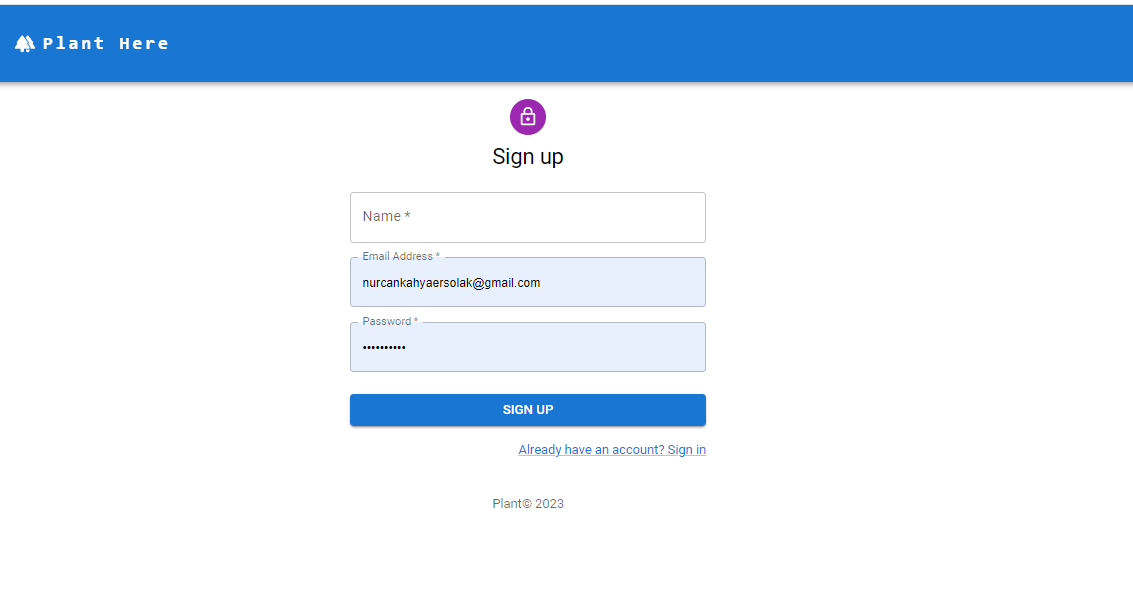 Plant Here
Sign up
Name *
Email Address *
nurcankahyaersolak@gmail.com
Password *
••••••••••
SIGN UP
Already have an account? Sign in
Plant© 2023